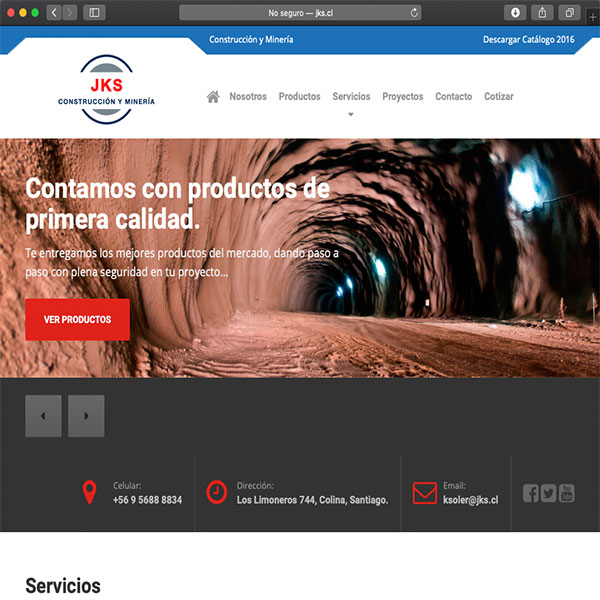 No seguro — jks.cl
Construcción y Minería
Descargar Catálogo 2016
JKS
CONSTRUCCIÓN Y MINERÍA
Nosotros Productos Servicios Proyectos Contacto Cotizar
Contamos con productos de
primera calidad.
Te entregamos los mejores productos del mercado, dando paso a
paso con plena seguridad en tu proyecto...
VER PRODUCTOS
Celular:
+56 9 5688 8834
Dirección:
Los Limoneros 744, Colina, Santiago.
Email:
ksoler@jks.cl
You
Tube
Servicios